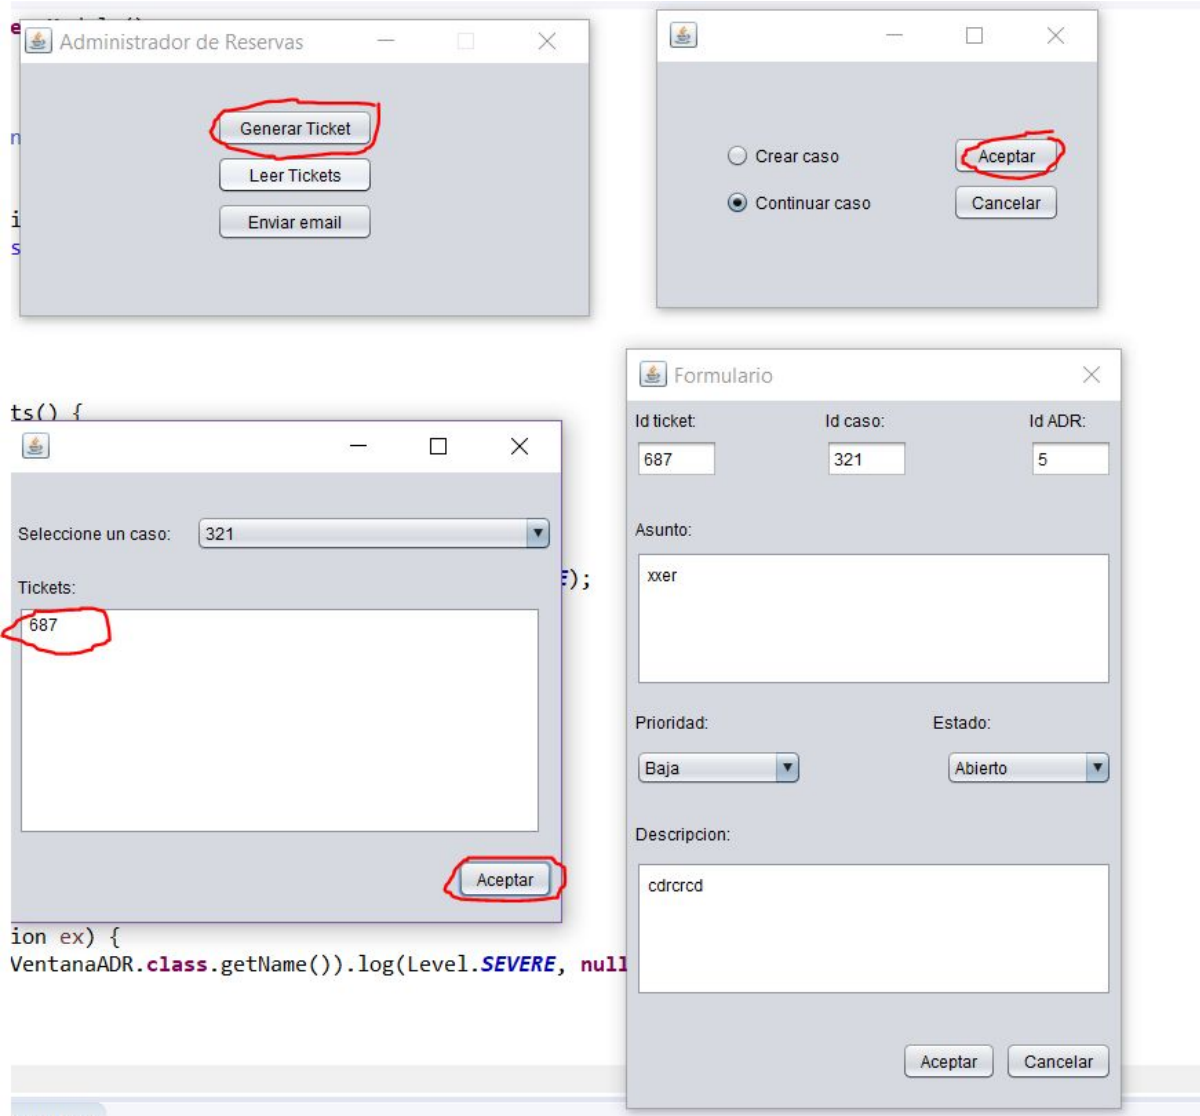 Administrador de Reservas
Generar Ticket
Leer Tickets
Enviar email
Crear caso
Continuar caso
Aceptar
Cancelar
ts() {
Seleccione un caso: 321
Tickets:
687
Aceptar
);
ion ex) {
VentanaADR.class.getName()).log(Level.SEVERE, null
Formulario
Id ticket: Id caso: Id ADR:
687 321 5
Asunto:
xxer
Prioridad: Estado:
Baja Abierto
Descripcion:
cdrcrcd
Aceptar Cancelar